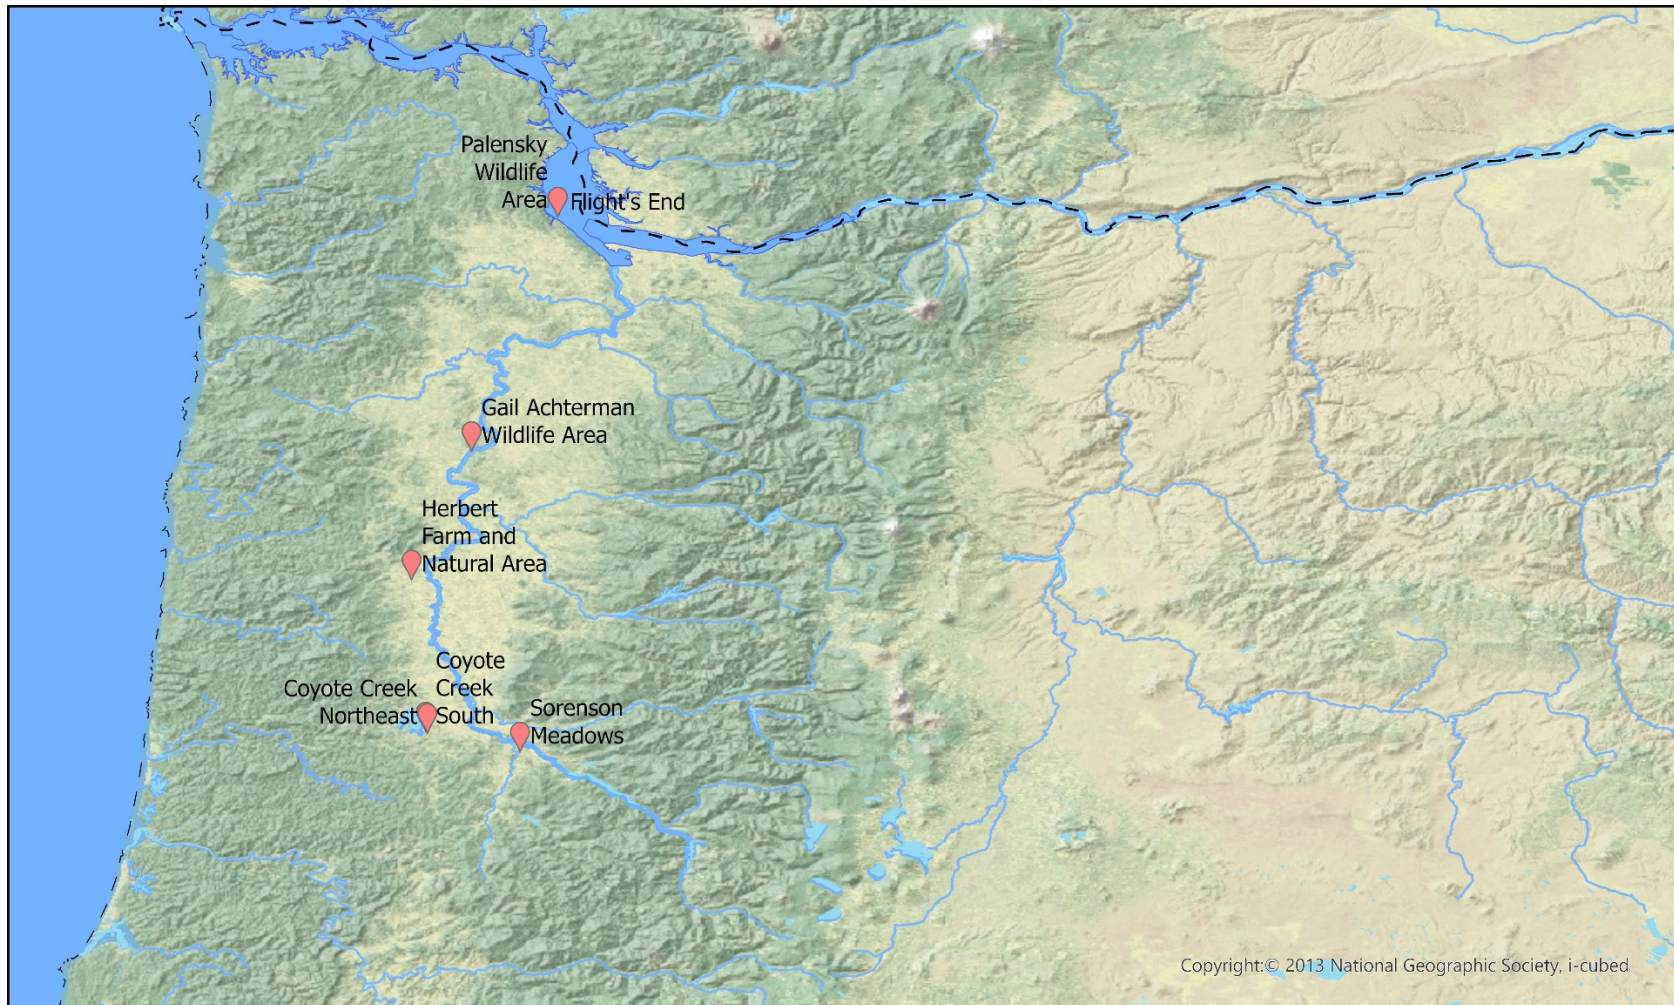 Palensky
Wildlife
Area
Flight's End
Gail Achterman
Wildlife Area
Herbert
Farm and
Natural Area
Coyote Creek
Northeast
Coyote
Creek
South
Sorenson
Meadows
Copyright:© 2013 National Geographic Society, i-cubed